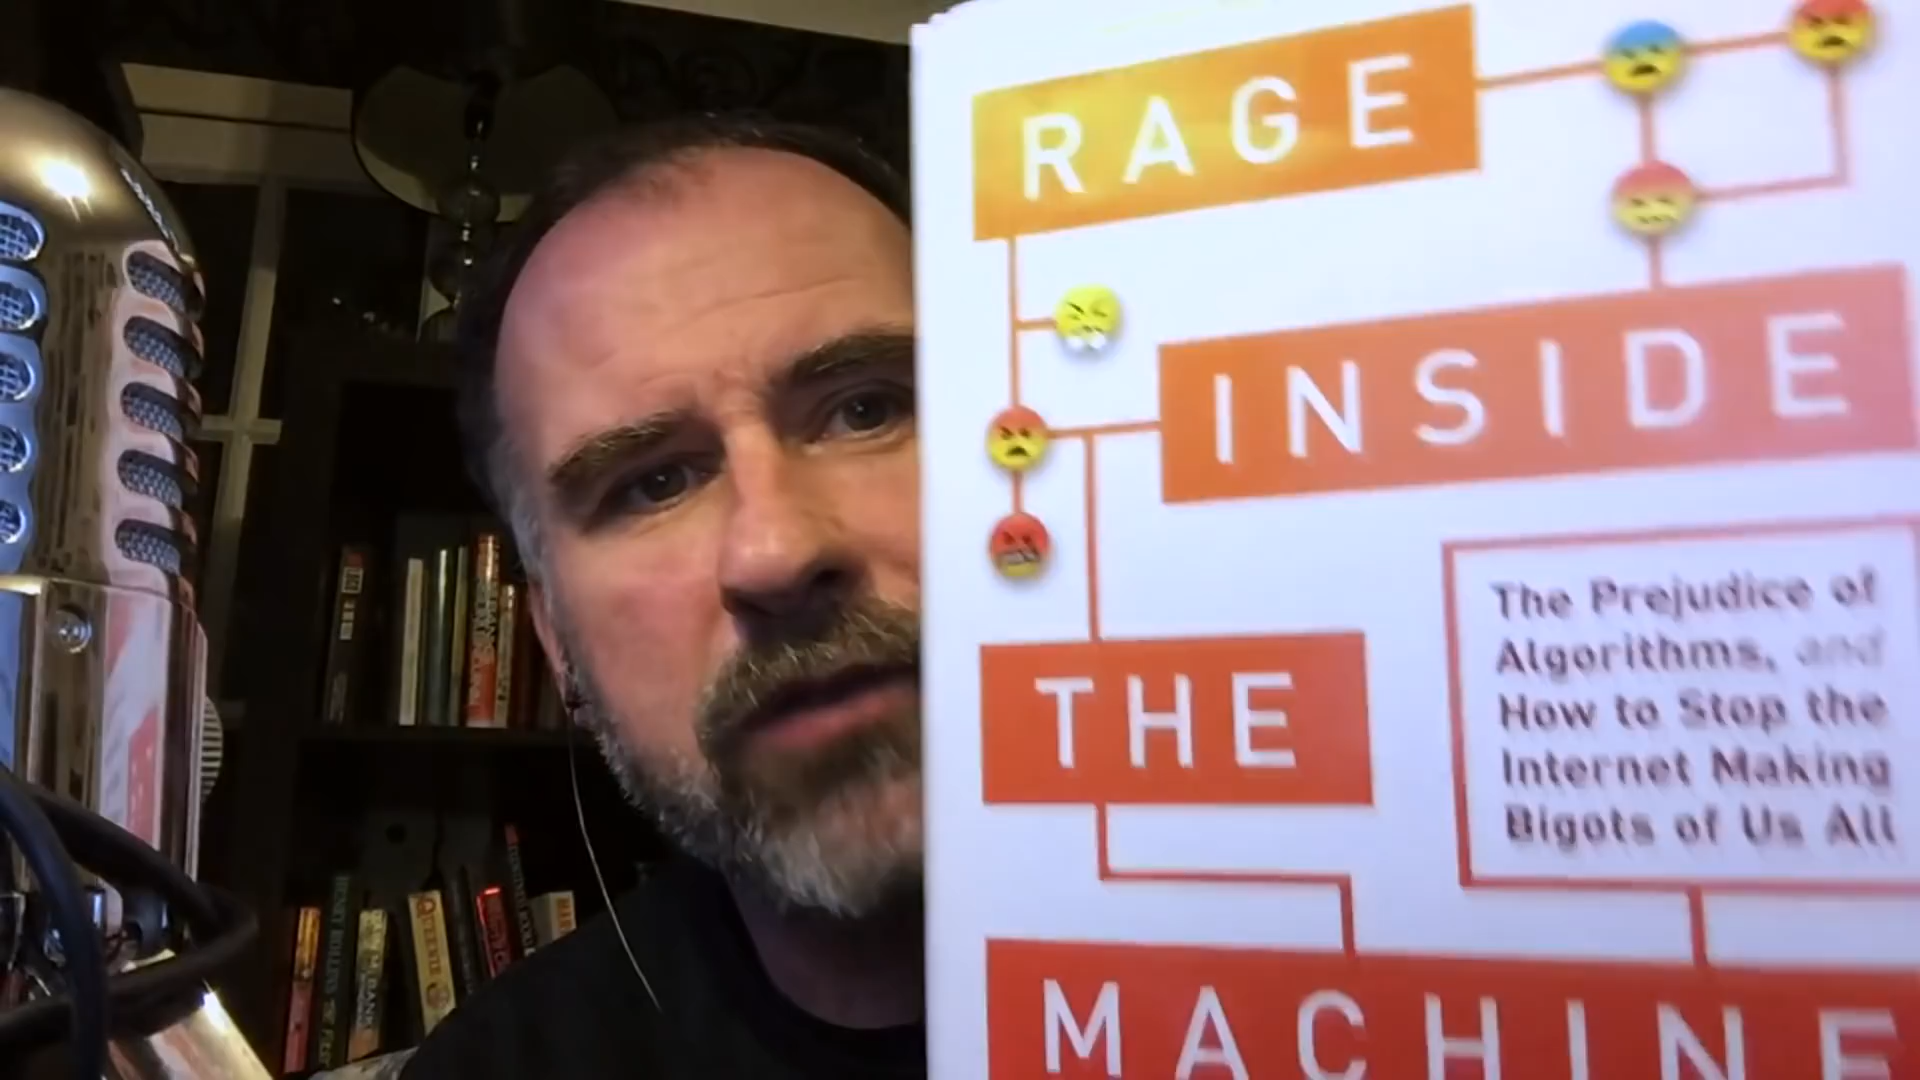 RAGE
INSIDE
THE
The Prejudice of
Algorithms, and
How to Stop the
Internet Making
Bigots of Us All
MACHINE